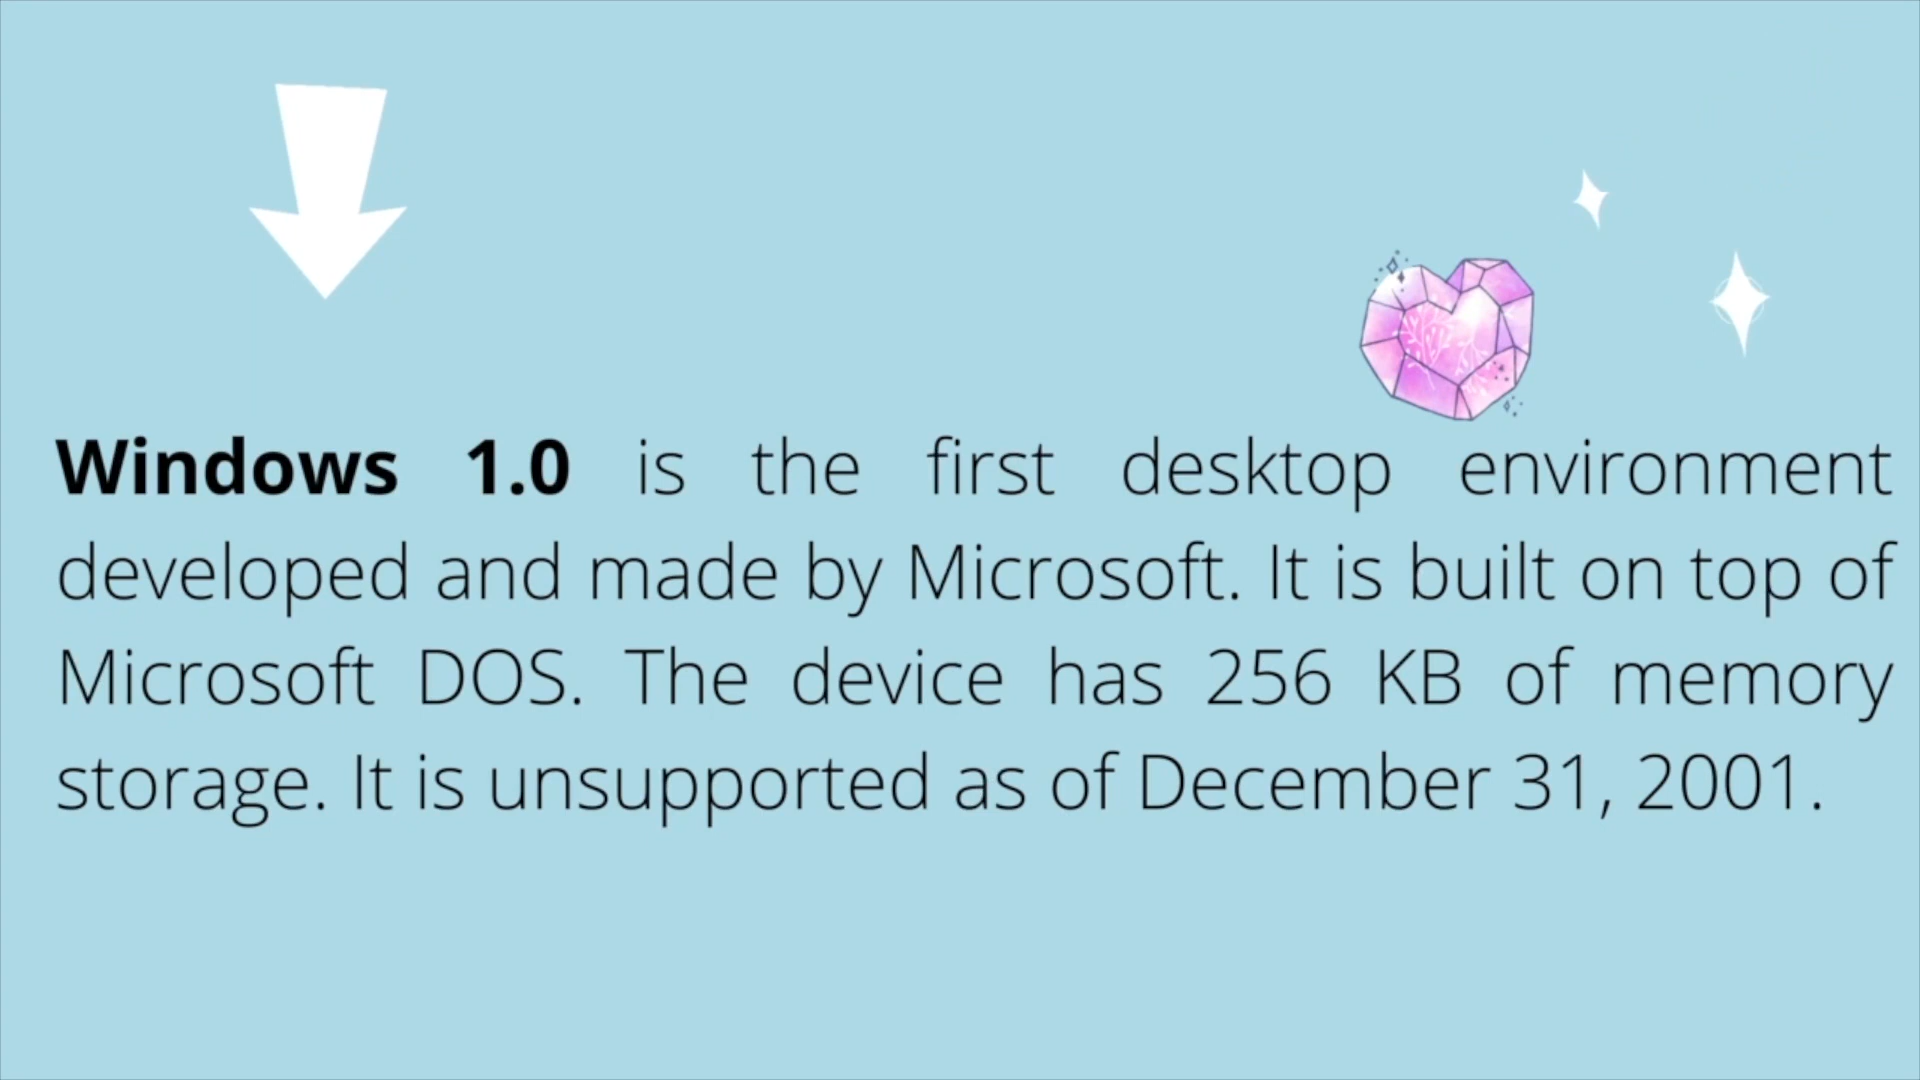 Windows 1.0 is the first desktop environment
developed and made by Microsoft. It is built on top of
Microsoft DOS. The device has 256 KB of memory
storage. It is unsupported as of December 31, 2001.